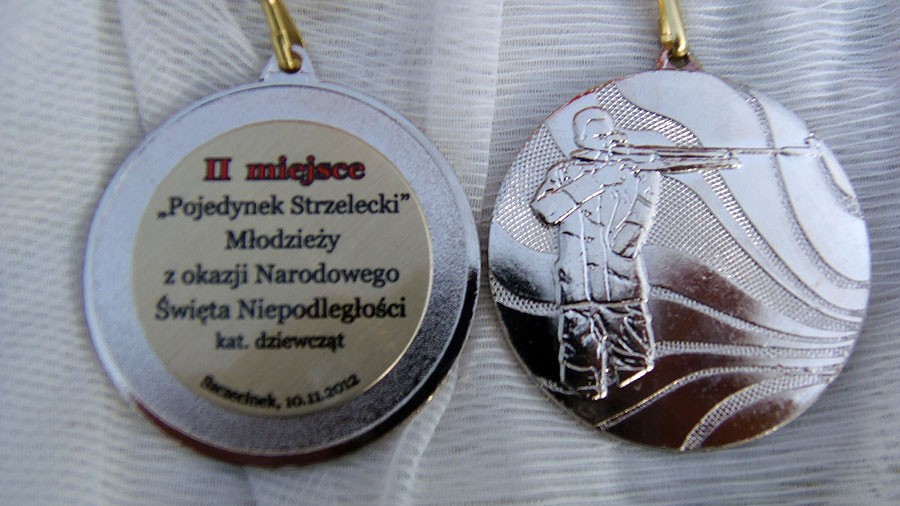 II miejsce
„Pojedynek Strzelecki”
Młodzieży
z okazji Narodowego
Święta Niepodległości
kat. dziewcząt
Szczecinek, 10.11.2012